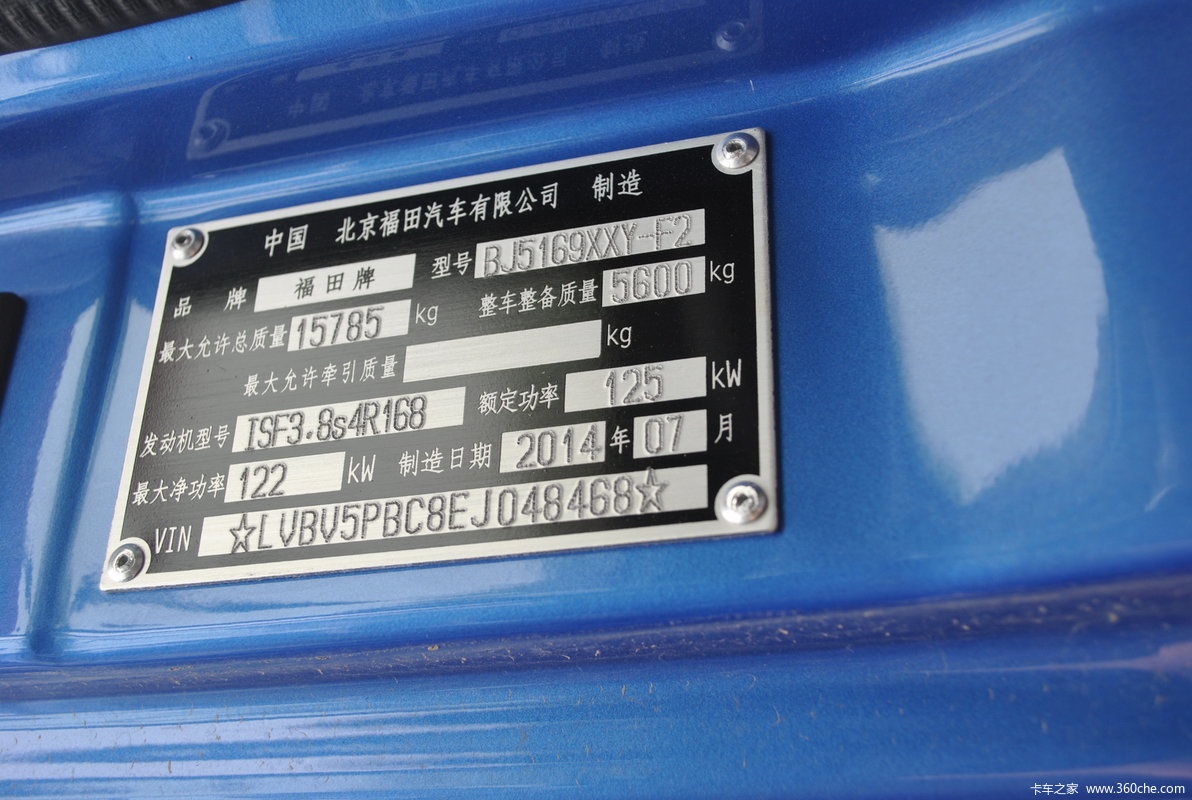 中国 北京福田汽车有限公司 制造
品牌 福田牌 型号 BJ5169XXY-F2
最大允许总质量 15785 kg 整车整备质量 5600 kg
最大允许牵引质量 kg
发动机型号 ISF3.8s4R168 额定功率 125 kW
最大净功率 122 kW 制造日期 2014 年 07 月
VIN ☆LVBV5PBC8EJ048468☆
卡车之家 www.360che.com